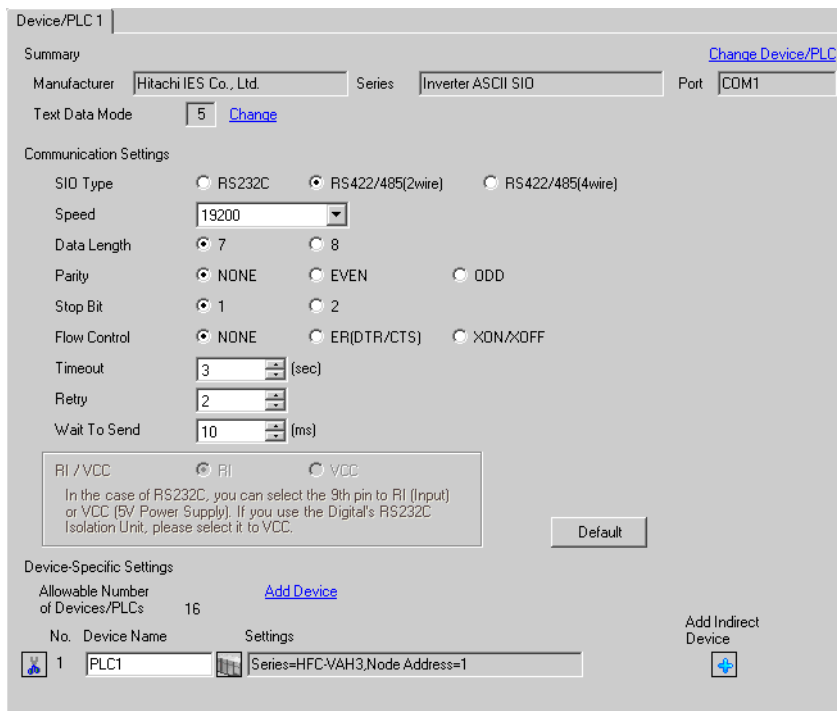 Device/PLC 1
Summary
Change Device/PLC
Manufacturer Hitachi IES Co., Ltd. Series Inverter ASCII SIO Port COM1
Text Data Mode 5 Change
Communication Settings
SIO Type RS232C RS422/485(2wire) RS422/485(4wire)
Speed 19200
Data Length 7 8
Parity NONE EVEN ODD
Stop Bit 1 2
Flow Control NONE ER(DTR/CTS) XON/XOFF
Timeout 3 (sec)
Retry 2
Wait To Send 10 (ms)
RI / VCC RI VCC
In the case of RS232C, you can select the 9th pin to RI (Input)
or VCC (5V Power Supply). If you use the Digital's RS232C
Isolation Unit, please select it to VCC.
Default
Device-Specific Settings
Allowable Number
of Devices/PLCs 16
Add Device
No. Device Name Settings
Add Indirect
Device
1 PLC1 Series=HFC-VAH3,Node Address=1